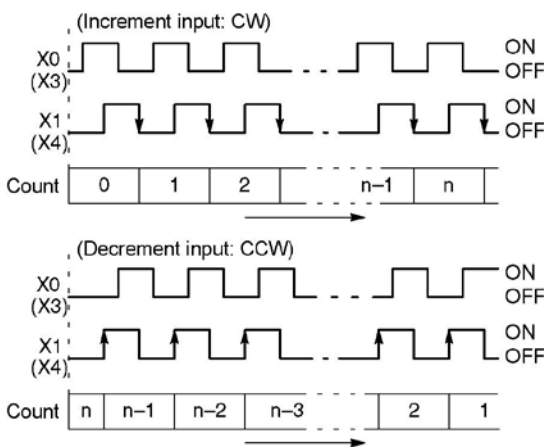 (Increment input: CW)
X0
(X3)
ON
OFF
X1
(X4)
ON
OFF
Count 0 1 2 n–1 n
(Decrement input: CCW)
X0
(X3)
ON
OFF
X1
(X4)
ON
OFF
Count n n–1 n–2 n–3 2 1